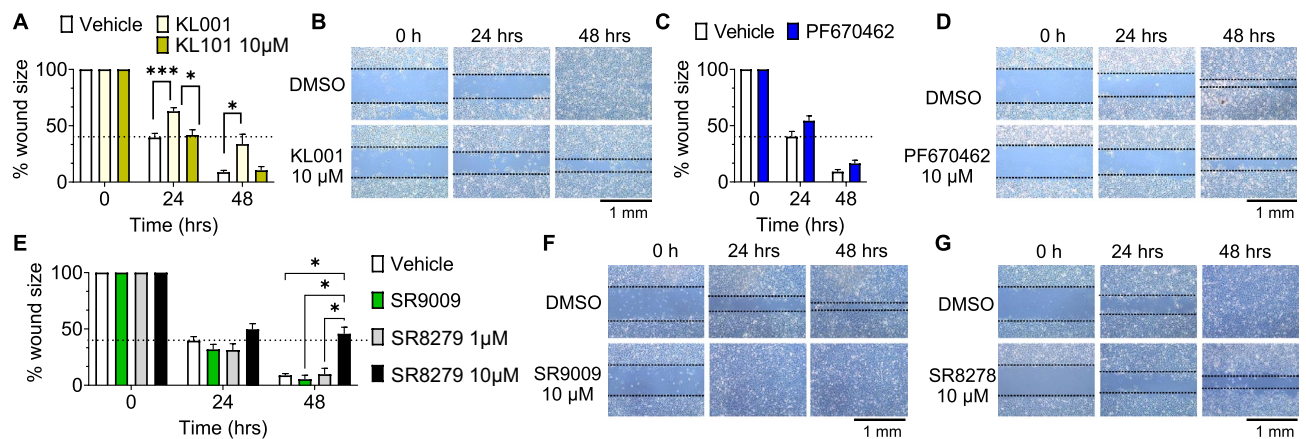 A
Vehicle
KL001
KL101 10µM
% wound size
100
50
0
***
*
*
0
24
48
Time (hrs)
B
0 h
24 hrs
48 hrs
DMSO
KL001
10 µM
1 mm
C
Vehicle
PF670462
% wound size
100
50
0
0
24
48
Time (hrs)
D
0 h
24 hrs
48 hrs
DMSO
PF670462
10 µM
1 mm
E
% wound size
100
50
0
*
*
*
0
24
48
Time (hrs)
Vehicle
SR9009
SR8279 1µM
SR8279 10µM
F
0 h
24 hrs
48 hrs
DMSO
SR9009
10 µM
1 mm
G
0 h
24 hrs
48 hrs
DMSO
SR8278
10 µM
1 mm